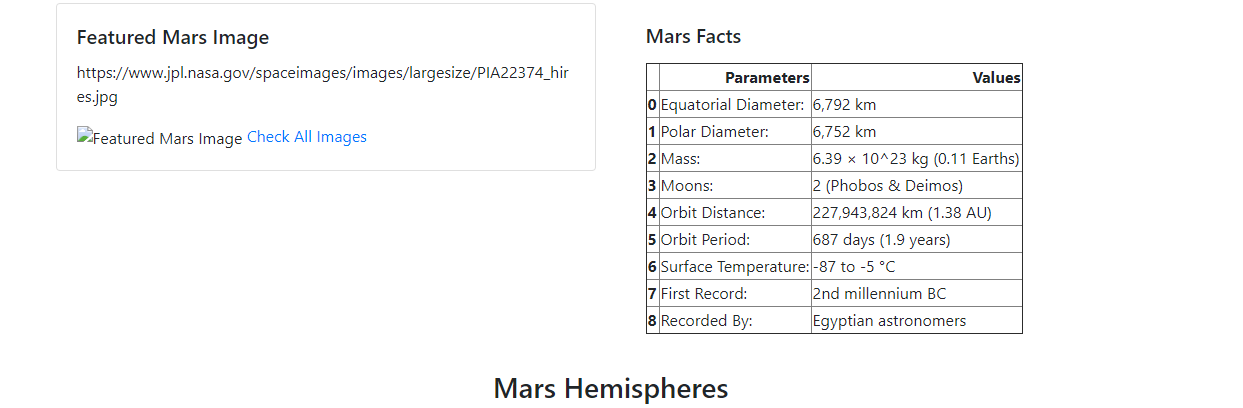 Featured Mars Image
https://www.jpl.nasa.gov/spaceimages/images/largesize/PIA22374_hir
es.jpg
Featured Mars Image Check All Images
Mars Facts
Parameters Values
0 Equatorial Diameter: 6,792 km
1 Polar Diameter: 6,752 km
2 Mass: 6.39 × 10^23 kg (0.11 Earths)
3 Moons: 2 (Phobos & Deimos)
4 Orbit Distance: 227,943,824 km (1.38 AU)
5 Orbit Period: 687 days (1.9 years)
6 Surface Temperature: -87 to -5 °C
7 First Record: 2nd millennium BC
8 Recorded By: Egyptian astronomers
Mars Hemispheres